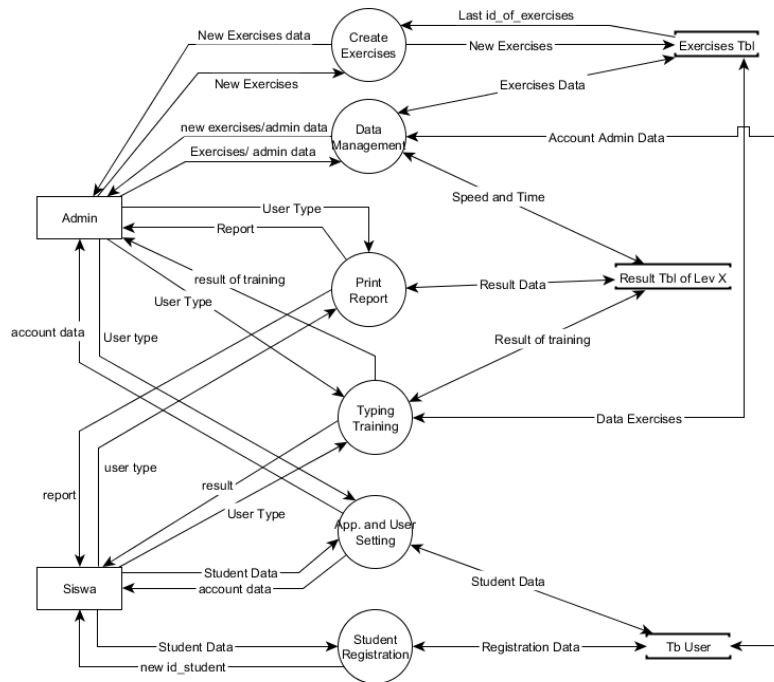 Last id_of_exercises
New Exercises data
Create
Exercises
New Exercises
Exercises Tbl
New Exercises
Exercises Data
new exercises/admin data
Data
Management
Account Admin Data
Exercises/ admin data
Speed and Time
Admin
User Type
Report
result of training
Print
Report
Result Data
Result Tbl of Lev X
User Type
account data
User type
Result of training
Typing
Training
Data Exercises
user type
report
result
User Type
App. and User
Setting
Siswa
Student Data
account data
Student Data
Student
Registration
Student Data
Registration Data
Tb User
new id_student